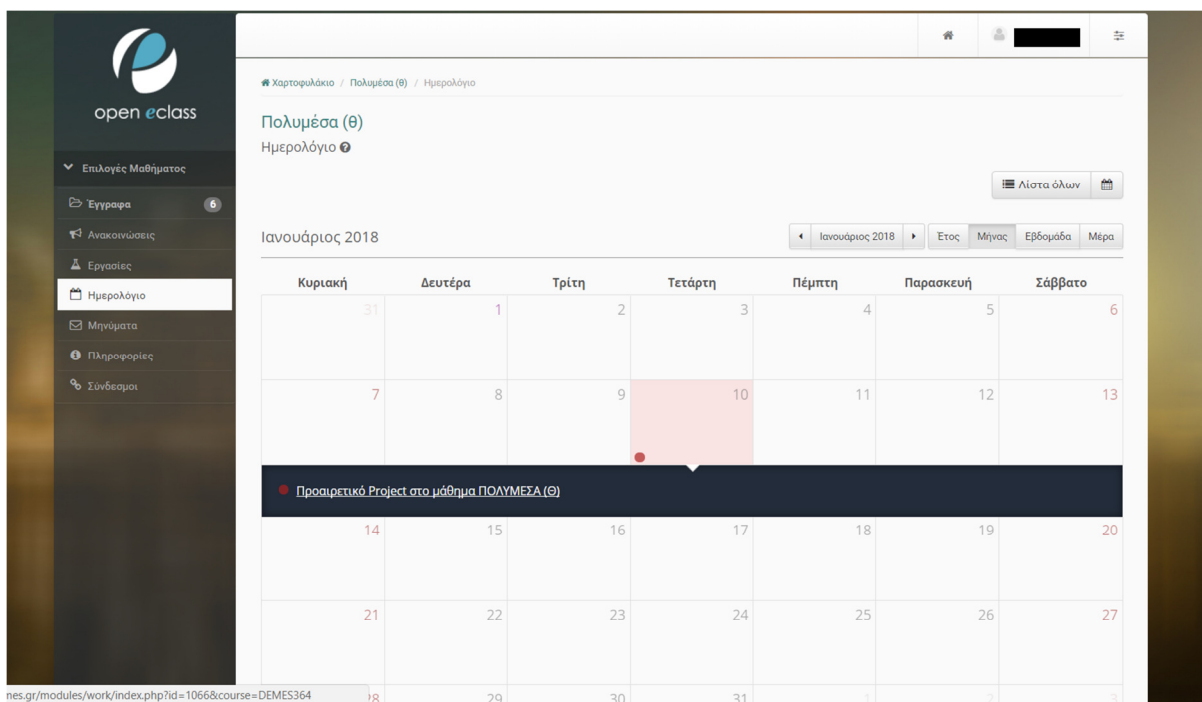 open eclass
Χαρτοφυλάκιο / Πολυμέσα (θ) / Ημερολόγιο
Πολυμέσα (θ)
Ημερολόγιο
Επιλογές Μαθήματος
Έγγραφα 6
Ανακοινώσεις
Εργασίες
Ημερολόγιο
Μηνύματα
Πληροφορίες
Σύνδεσμοι
Λίστα όλων
Ιανουάριος 2018
Ιανουάριος 2018 Έτος Μήνας Εβδομάδα Μέρα
Κυριακή Δευτέρα Τρίτη Τετάρτη Πέμπτη Παρασκευή Σάββατο
31 1 2 3 4 5 6
7 8 9 10 11 12 13
Προαιρετικό Project στο μάθημα ΠΟΛΥΜΕΣΑ (Θ)
14 15 16 17 18 19 20
21 22 23 24 25 26 27
28 29 30 31 1 2 3
nes.gr/modules/work/index.php?id=1066&course=DEMES364